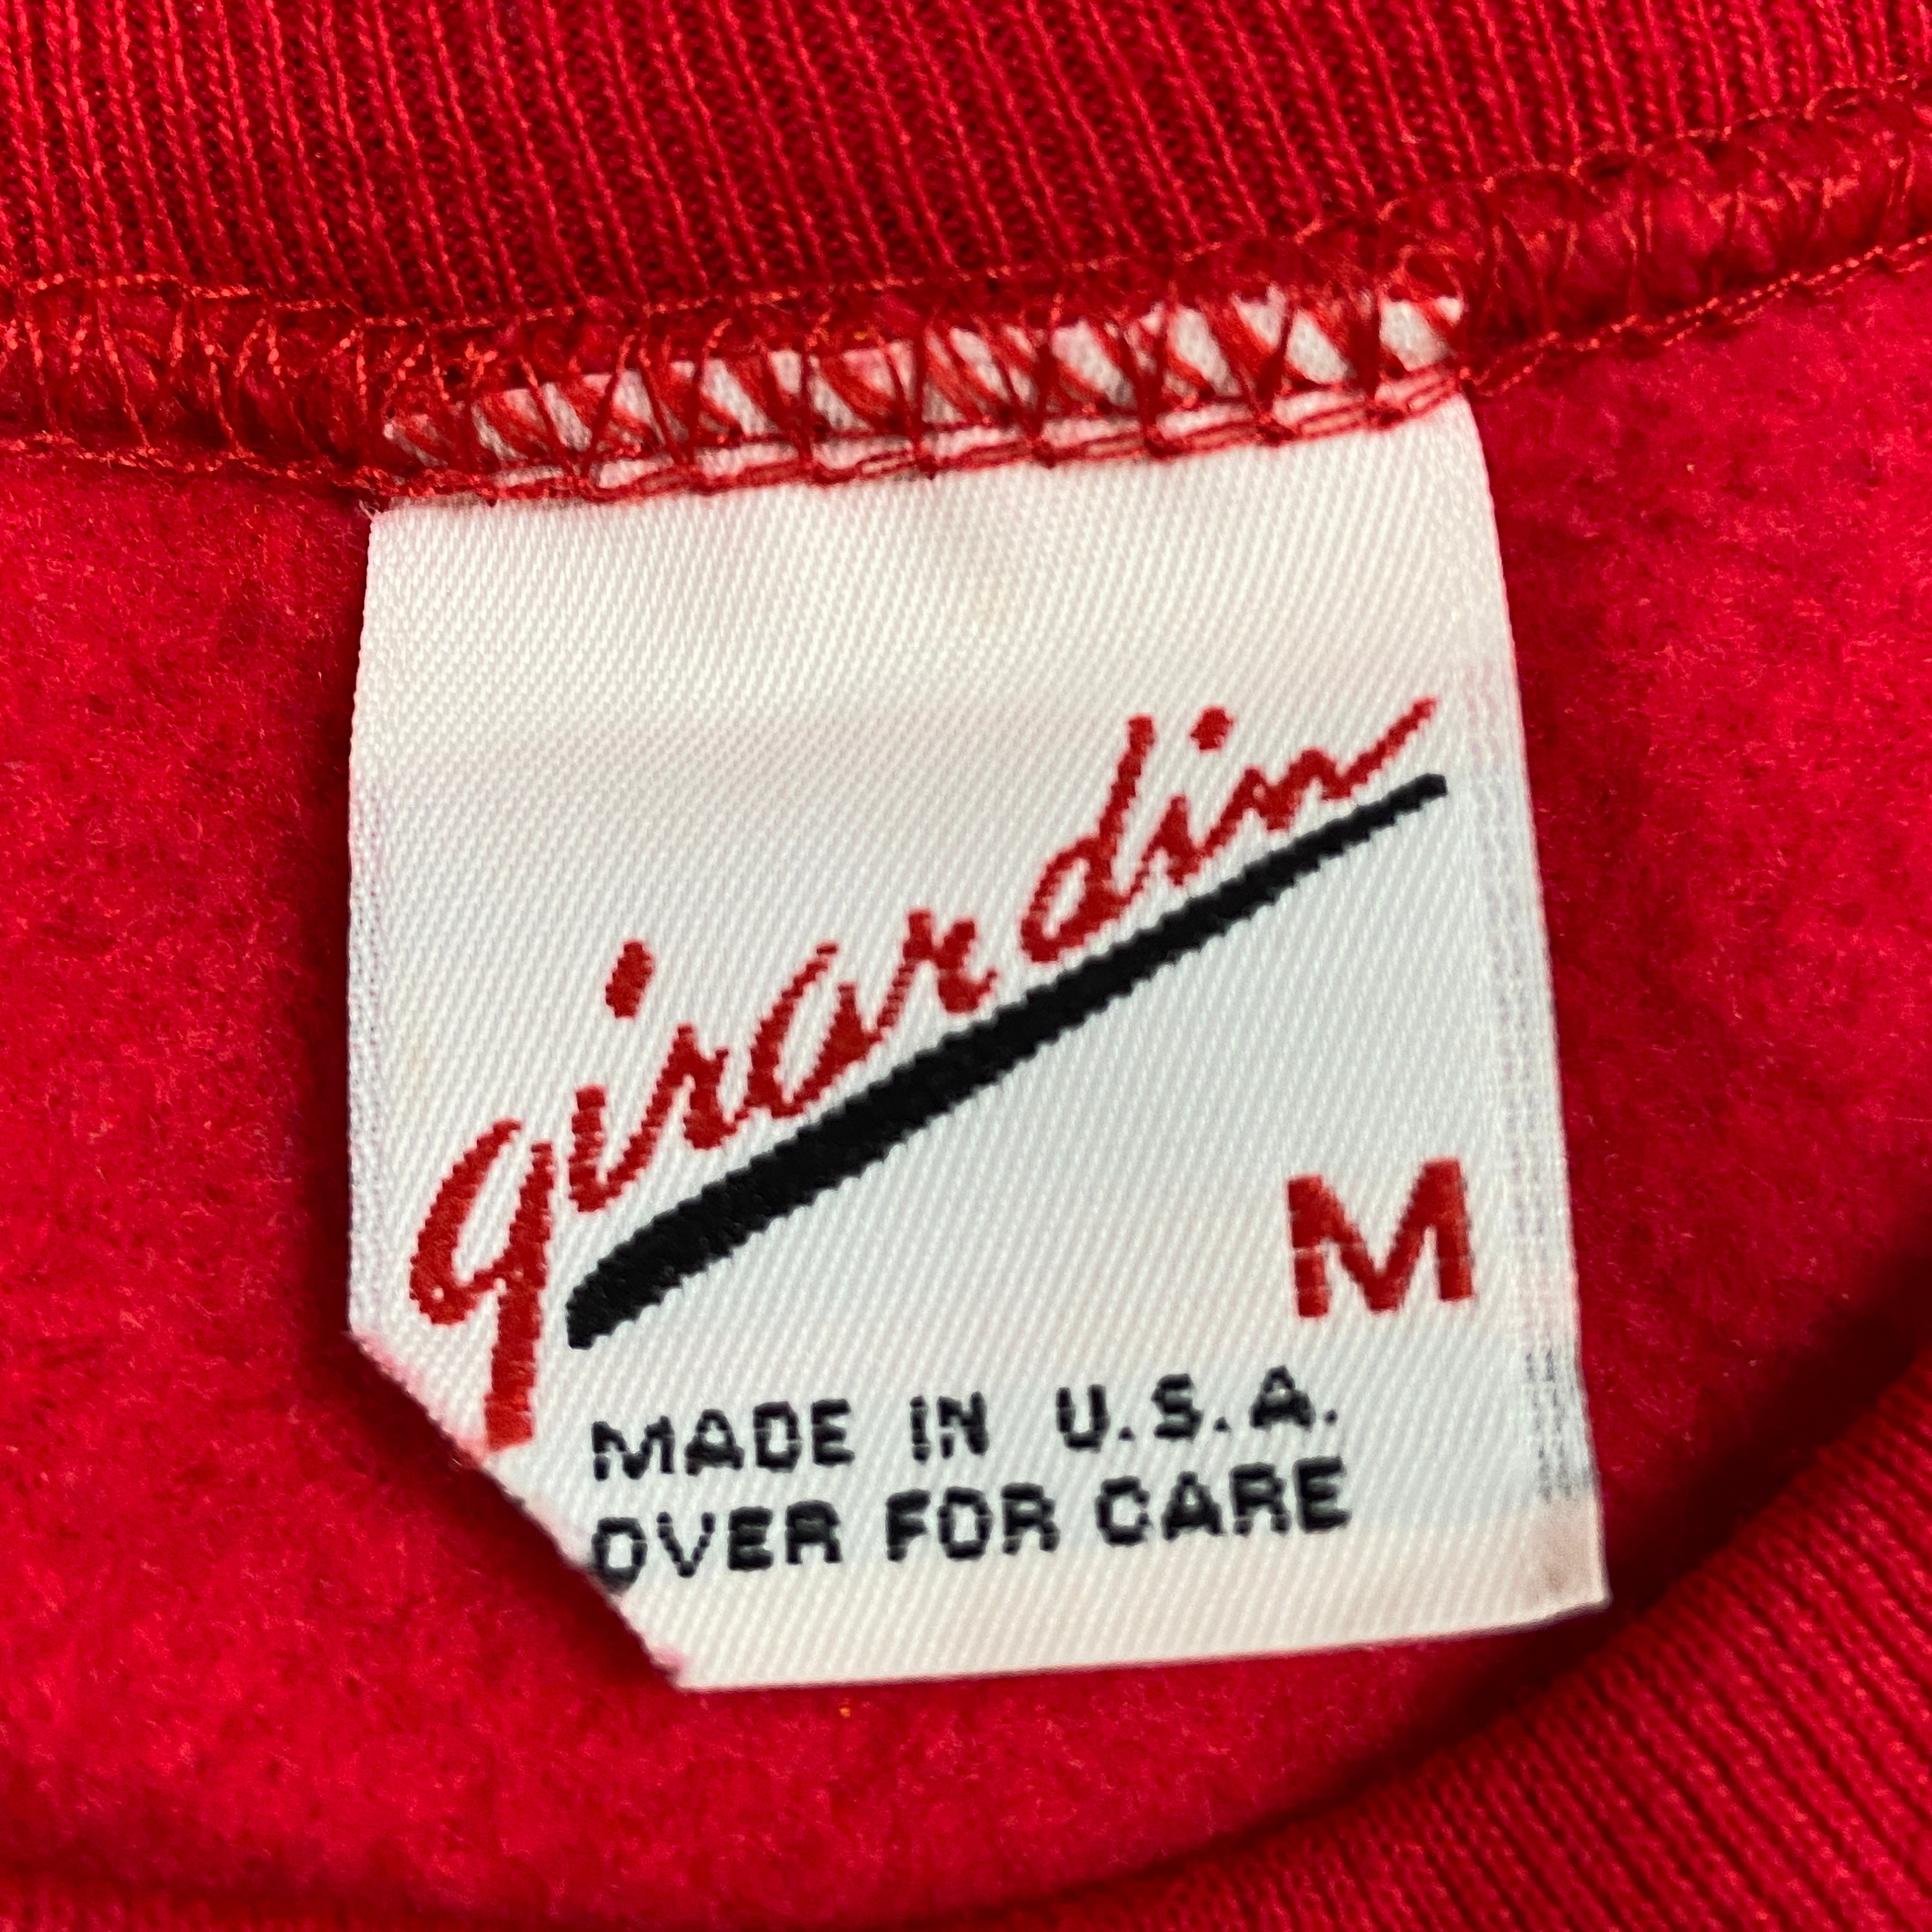 girardin
M
MADE IN U.S.A.
OVER FOR CARE